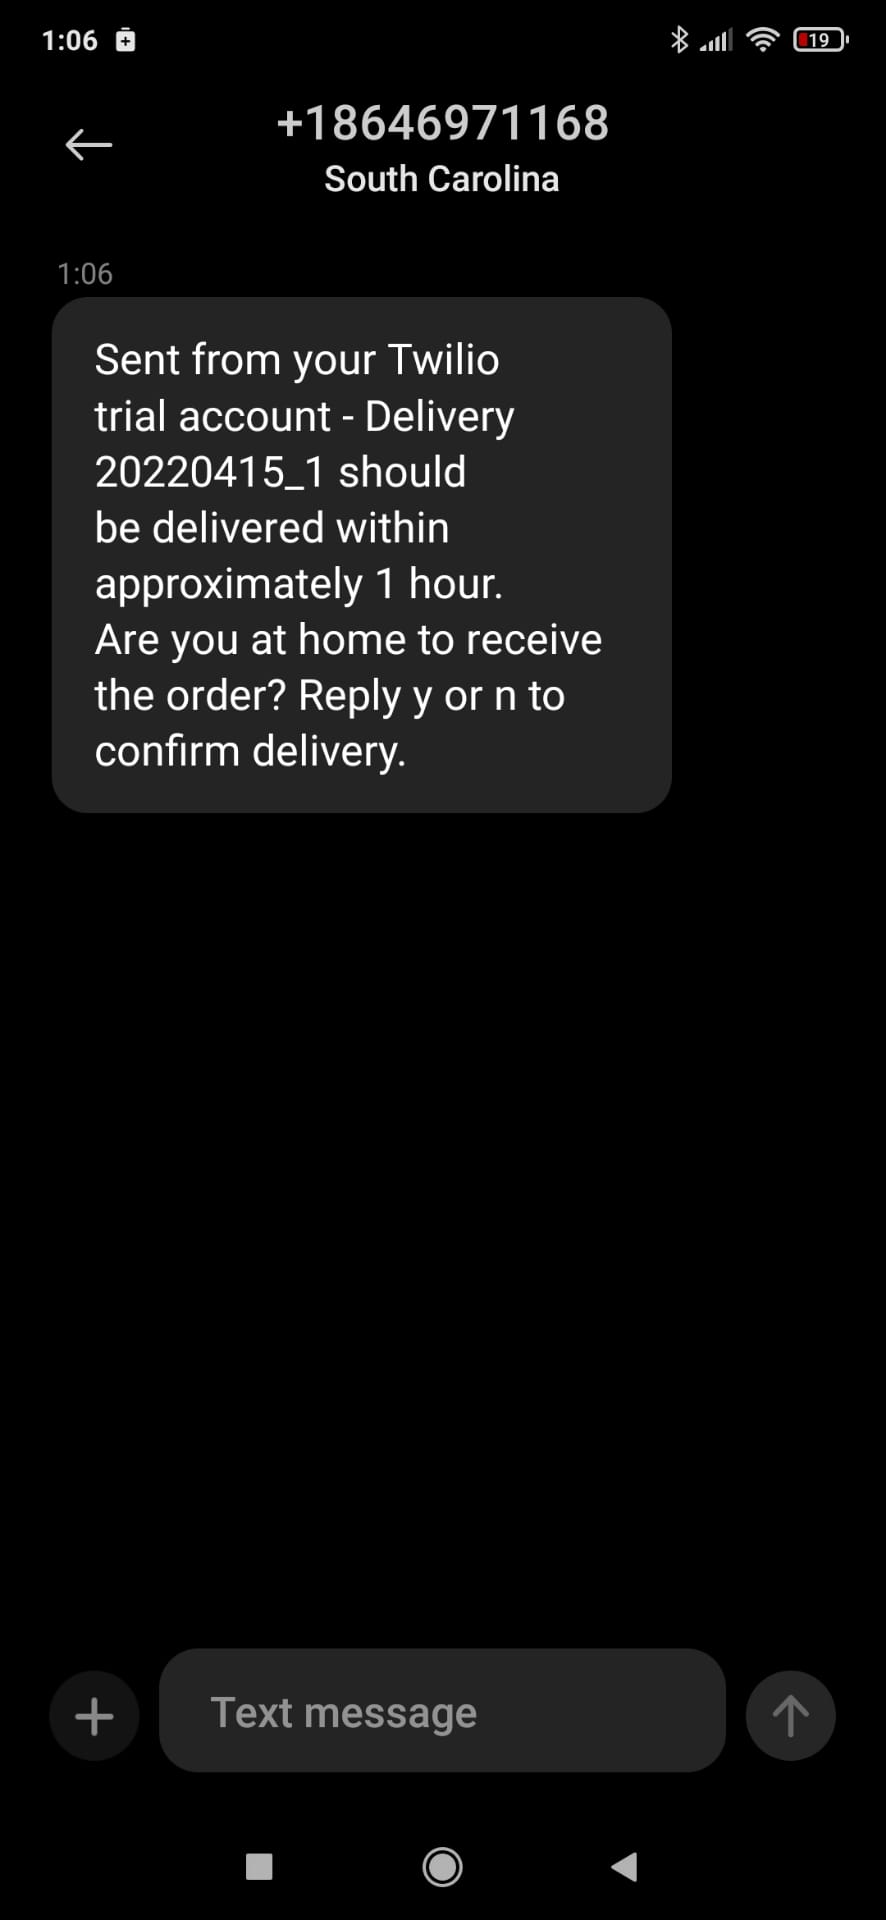 1:06
19
+18646971168
South Carolina
1:06
Sent from your Twilio
trial account - Delivery
20220415_1 should
be delivered within
approximately 1 hour.
Are you at home to receive
the order? Reply y or n to
confirm delivery.
Text message